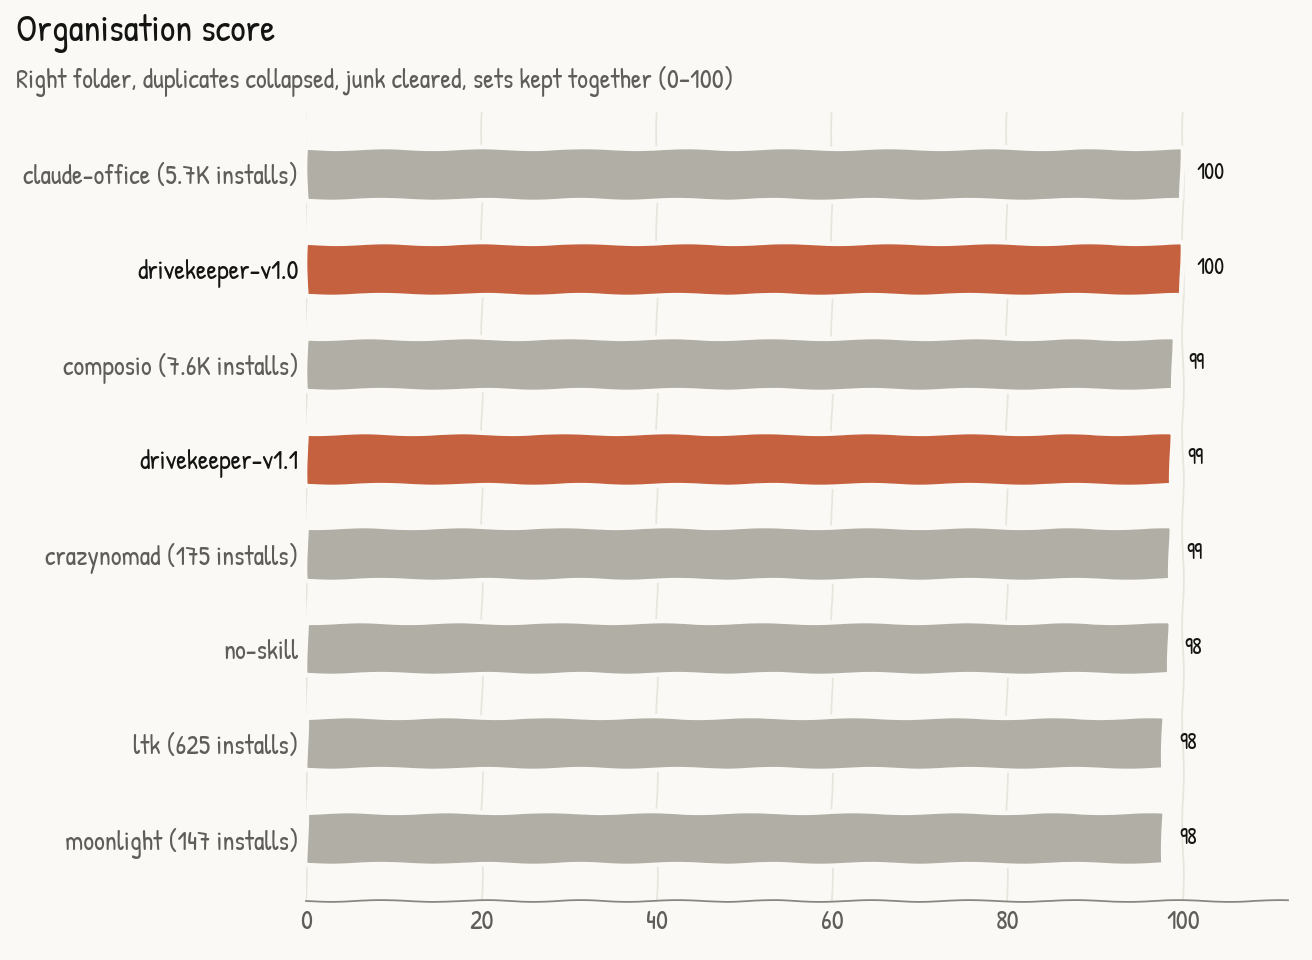 Organisation score
Right folder, duplicates collapsed, junk cleared, sets kept together (0–100)
claude-office (5.7K installs) 100
drivekeeper-v1.0 100
composio (7.6K installs) 99
drivekeeper-v1.1 99
crazynomad (175 installs) 99
no-skill 98
ltk (625 installs) 98
moonlight (147 installs) 98
0 20 40 60 80 100